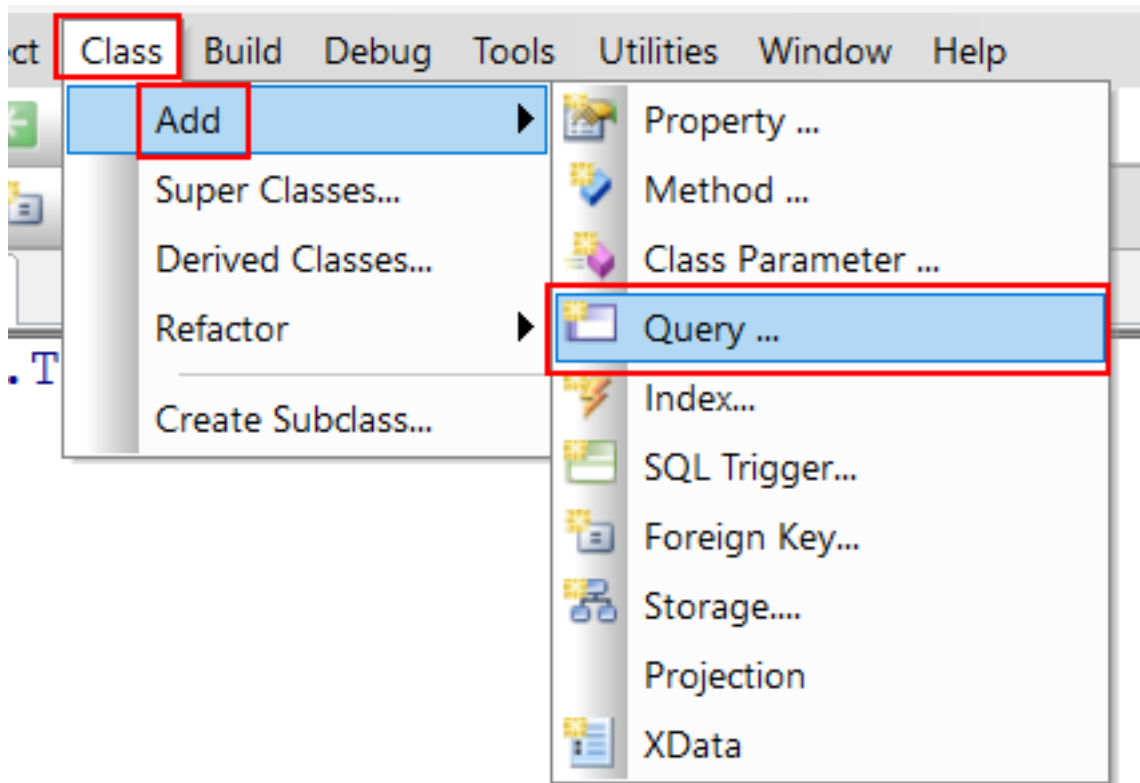 ct Class Build Debug Tools Utilities Window Help
Add
Super Classes...
Derived Classes...
Refactor
Create Subclass...
Property ...
Method ...
Class Parameter ...
Query ...
Index...
SQL Trigger...
Foreign Key...
Storage....
Projection
XData
.T